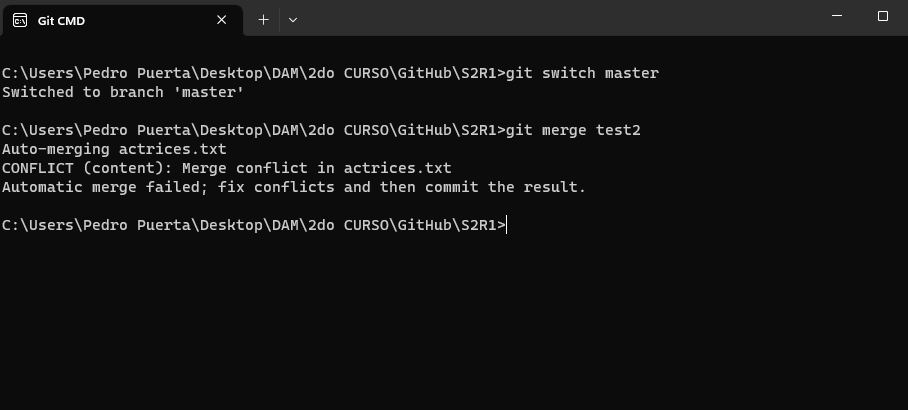 Git CMD
C:\Users\Pedro Puerta\Desktop\DAM\2do CURSO\GitHub\S2R1>git switch master
Switched to branch 'master'
C:\Users\Pedro Puerta\Desktop\DAM\2do CURSO\GitHub\S2R1>git merge test2
Auto-merging actrices.txt
CONFLICT (content): Merge conflict in actrices.txt
Automatic merge failed; fix conflicts and then commit the result.
C:\Users\Pedro Puerta\Desktop\DAM\2do CURSO\GitHub\S2R1>